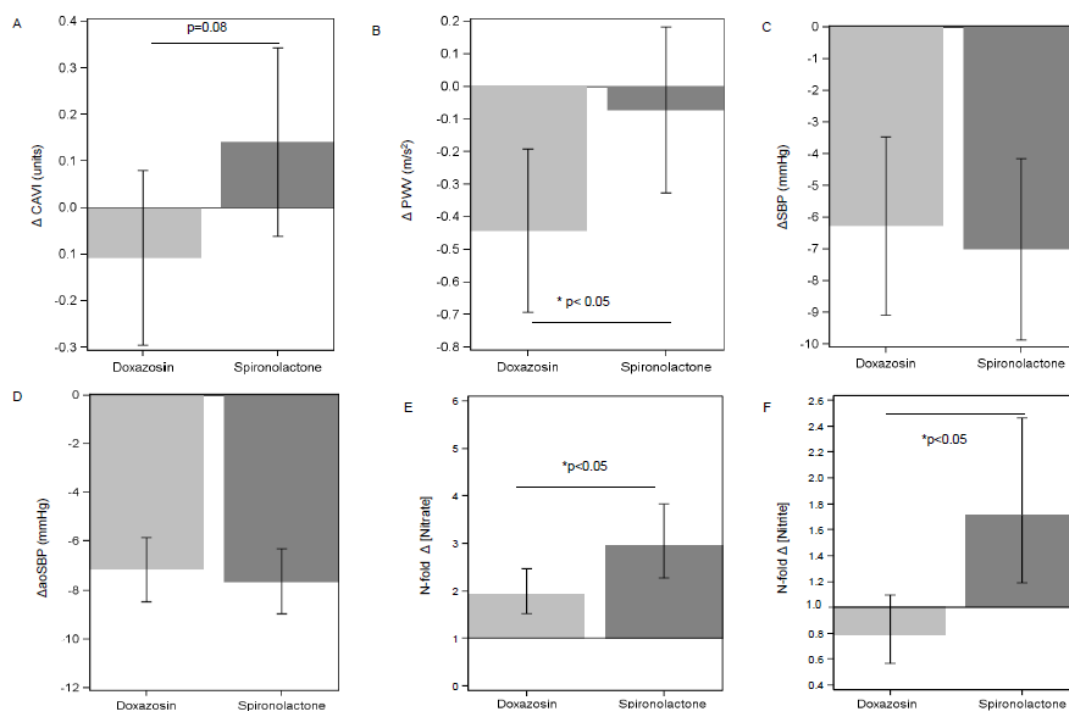 A
Δ CAVI (units)
0.4
0.3
0.2
0.1
0.0
0.1
-0.2
-0.3
p=0.08
Doxazosin Spironolactone
B
Δ PWV (m/s²)
0.2
0.1
0.0
-0.1
-0.2
-0.3
-0.4
-0.5
-0.6
-0.7
-0.8
* p< 0.05
Doxazosin Spironolactone
C
ΔSBP (mmHg)
0
-1
-2
-3
-4
-5
-6
-7
-8
-9
-10
Doxazosin Spironolactone
D
ΔaoSBP (mmHg)
0
-2
-4
-6
-8
-10
-12
Doxazosin Spironolactone
E
N-fold Δ [Nitrate]
6
5
4
3
2
1
0
*p<0.05
Doxazosin Spironolactone
F
N-fold Δ [Nitrite]
2.6
2.4
2.2
2.0
1.8
1.6
1.4
1.2
1.0
0.8
0.6
0.4
*p<0.05
Doxazosin Spironolactone